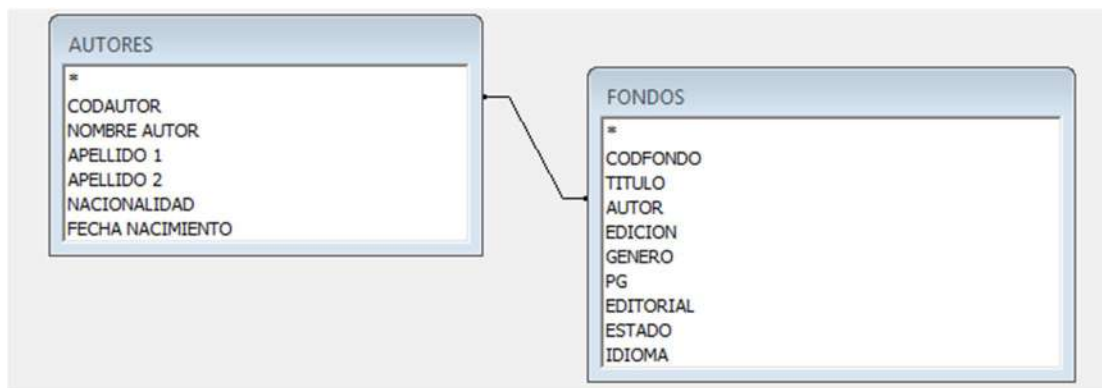 AUTORES
*
CODAUTOR
NOMBRE AUTOR
APELLIDO 1
APELLIDO 2
NACIONALIDAD
FECHA NACIMIENTO
FONDOS
*
CODFONDO
TITULO
AUTOR
EDICION
GENERO
PG
EDITORIAL
ESTADO
IDIOMA